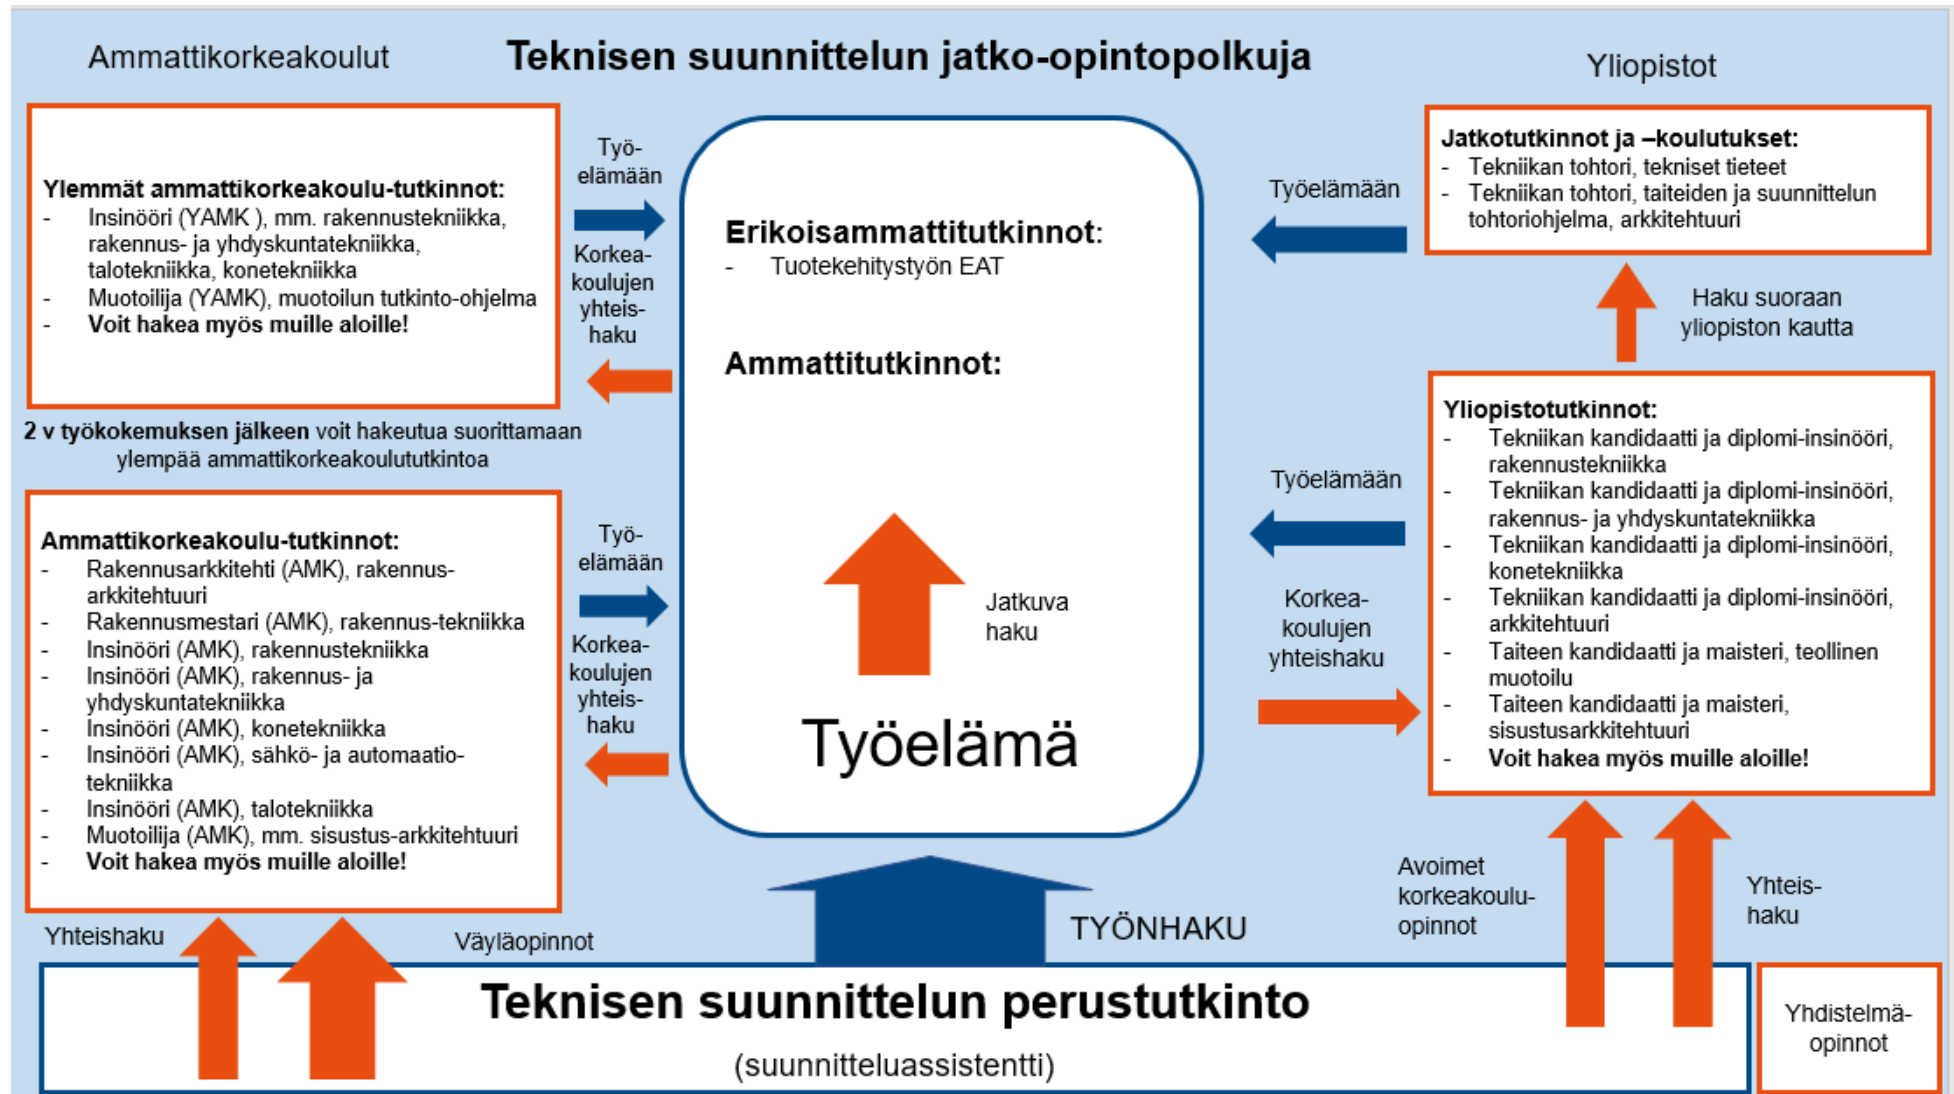 Teknisen suunnittelun jatko-opintopolkuja
Ammattikorkeakoulut
Ylemmät ammattikorkeakoulu-tutkinnot:
- Insinööri (YAMK ), mm. rakennustekniikka,
rakennus- ja yhdyskuntatekniikka,
talotekniikka, konetekniikka
- Muotoilija (YAMK), muotoilun tutkinto-ohjelma
- Voit hakea myös muille aloille!
2 v työkokemuksen jälkeen voit hakeutua suorittamaan
ylempää ammattikorkeakoulututkintoa
Ammattikorkeakoulu-tutkinnot:
- Rakennusarkkitehti (AMK), rakennus-
arkkitehtuuri
- Rakennusmestari (AMK), rakennus-tekniikka
- Insinööri (AMK), rakennustekniikka
- Insinööri (AMK), rakennus- ja
yhdyskuntatekniikka
- Insinööri (AMK), konetekniikka
- Insinööri (AMK), sähkö- ja automaatio-
tekniikka
- Insinööri (AMK), talotekniikka
- Muotoilija (AMK), mm. sisustus-arkkitehtuuri
- Voit hakea myös muille aloille!
Yhteishaku
Väyläopinnot
Työ-
elämään
Korkea-
koulujen
yhteis-
haku
Työ-
elämään
Korkea-
koulujen
yhteis-
haku
Erikoisammattitutkinnot:
- Tuotekehitystyön EAT
Ammattitutkinnot:
Jatkuva
haku
Työelämä
TYÖNHAKU
Yliopistot
Jatkotutkinnot ja –koulutukset:
- Tekniikan tohtori, tekniset tieteet
- Tekniikan tohtori, taiteiden ja suunnittelun
tohtoriohjelma, arkkitehtuuri
Työelämään
Haku suoraan
yliopiston kautta
Yliopistotutkinnot:
- Tekniikan kandidaatti ja diplomi-insinööri,
rakennustekniikka
- Tekniikan kandidaatti ja diplomi-insinööri,
rakennus- ja yhdyskuntatekniikka
- Tekniikan kandidaatti ja diplomi-insinööri,
konetekniikka
- Tekniikan kandidaatti ja diplomi-insinööri,
arkkitehtuuri
- Taiteen kandidaatti ja maisteri, teollinen
muotoilu
- Taiteen kandidaatti ja maisteri,
sisustusarkkitehtuuri
- Voit hakea myös muille aloille!
Työelämään
Korkea-
koulujen
yhteishaku
Avoimet
korkeakoulu-
opinnot
Yhteis-
haku
Teknisen suunnittelun perustutkinto
(suunnitteluassistentti)
Yhdistelmä-
opinnot